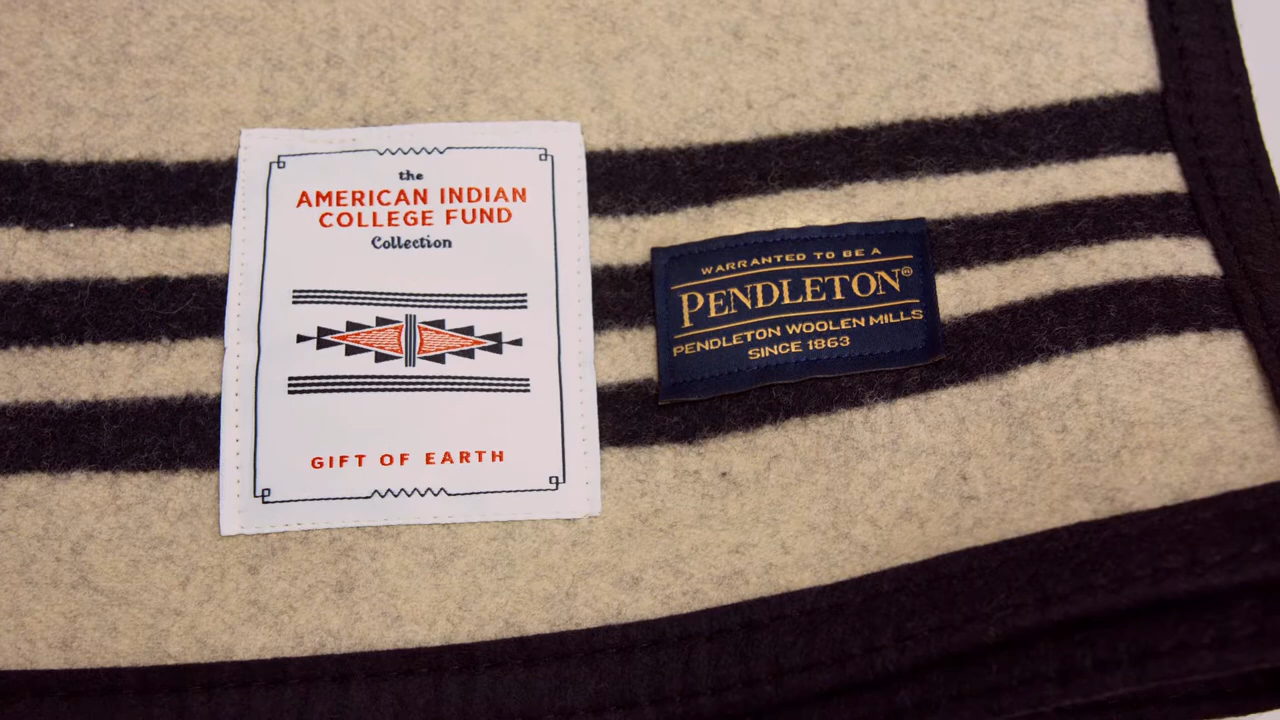 the
AMERICAN INDIAN
COLLEGE FUND
Collection
GIFT OF EARTH
WARRANTED TO BE A
PENDLETON®
PENDLETON WOOLEN MILLS
SINCE 1863